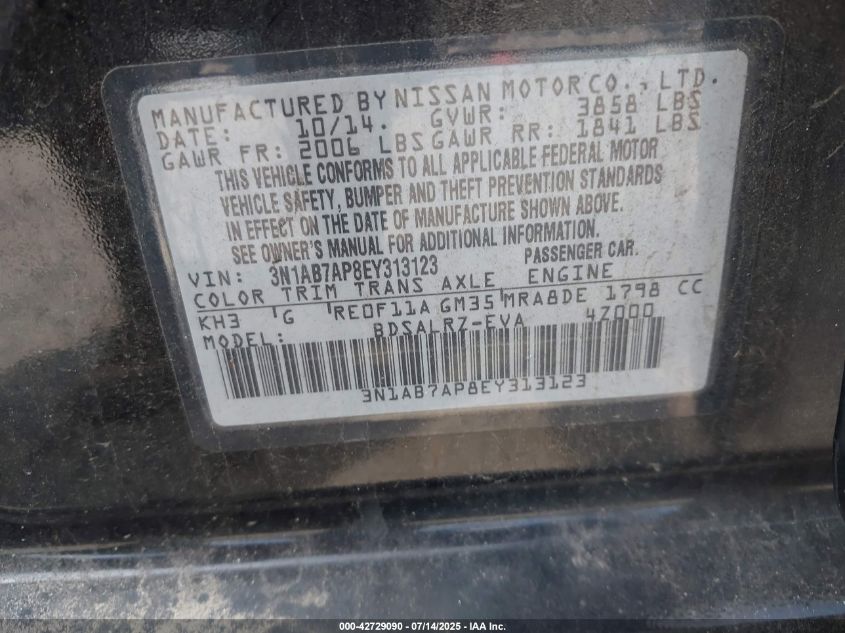 MANUFACTURED BY NISSAN MOTOR CO., LTD.
DATE: 10/14. GVWR: 3858 LBS
GAWR FR: 2006 LBS GAWR RR: 1841 LBS
THIS VEHICLE CONFORMS TO ALL APPLICABLE FEDERAL MOTOR
VEHICLE SAFETY, BUMPER AND THEFT PREVENTION STANDARDS
IN EFFECT ON THE DATE OF MANUFACTURE SHOWN ABOVE.
SEE OWNER'S MANUAL FOR ADDITIONAL INFORMATION.
VIN: 3N1AB7AP8EY313123 PASSENGER CAR.
COLOR TRIM TRANS AXLE ENGINE
KH3 G RE0F11A GM35 MRA8DE 1798 CC
MODEL: BDSALRZ-EVA 4Z000
3N1AB7AP8EY313123
000-42729090 - 07/14/2025 - IAA Inc.